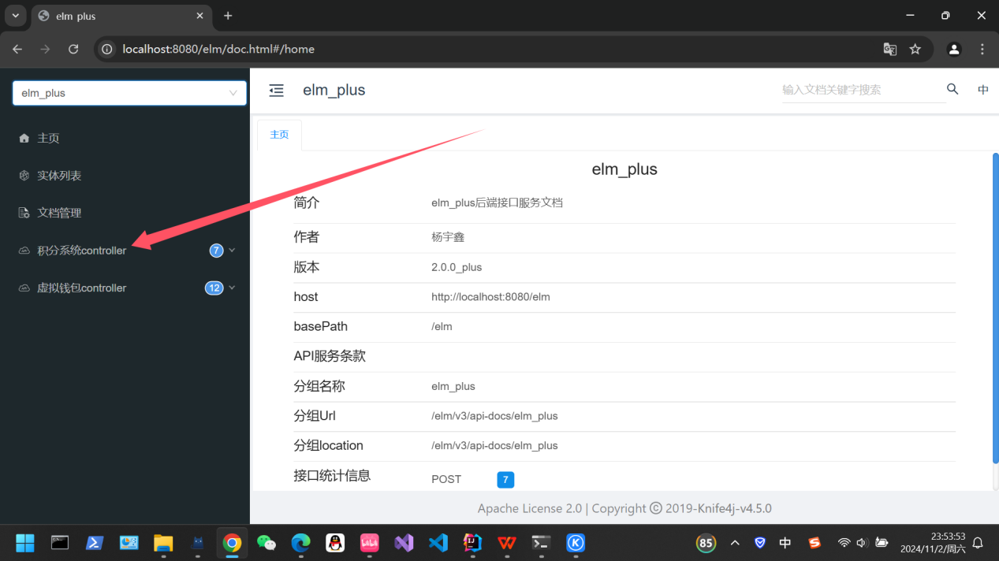 elm_plus
localhost:8080/elm/doc.html#/home
elm_plus
elm_plus
输入文档关键字搜索
中
主页
实体列表
文档管理
积分系统controller 7
虚拟钱包controller 12
主页
elm_plus
简介 elm_plus后端接口服务文档
作者 杨宇鑫
版本 2.0.0_plus
host http://localhost:8080/elm
basePath /elm
API服务条款
分组名称 elm_plus
分组Url /elm/v3/api-docs/elm_plus
分组location /elm/v3/api-docs/elm_plus
接口统计信息 POST 7
Apache License 2.0 | Copyright © 2019-Knife4j-v4.5.0
85
中
23:53:53
2024/11/2/周六